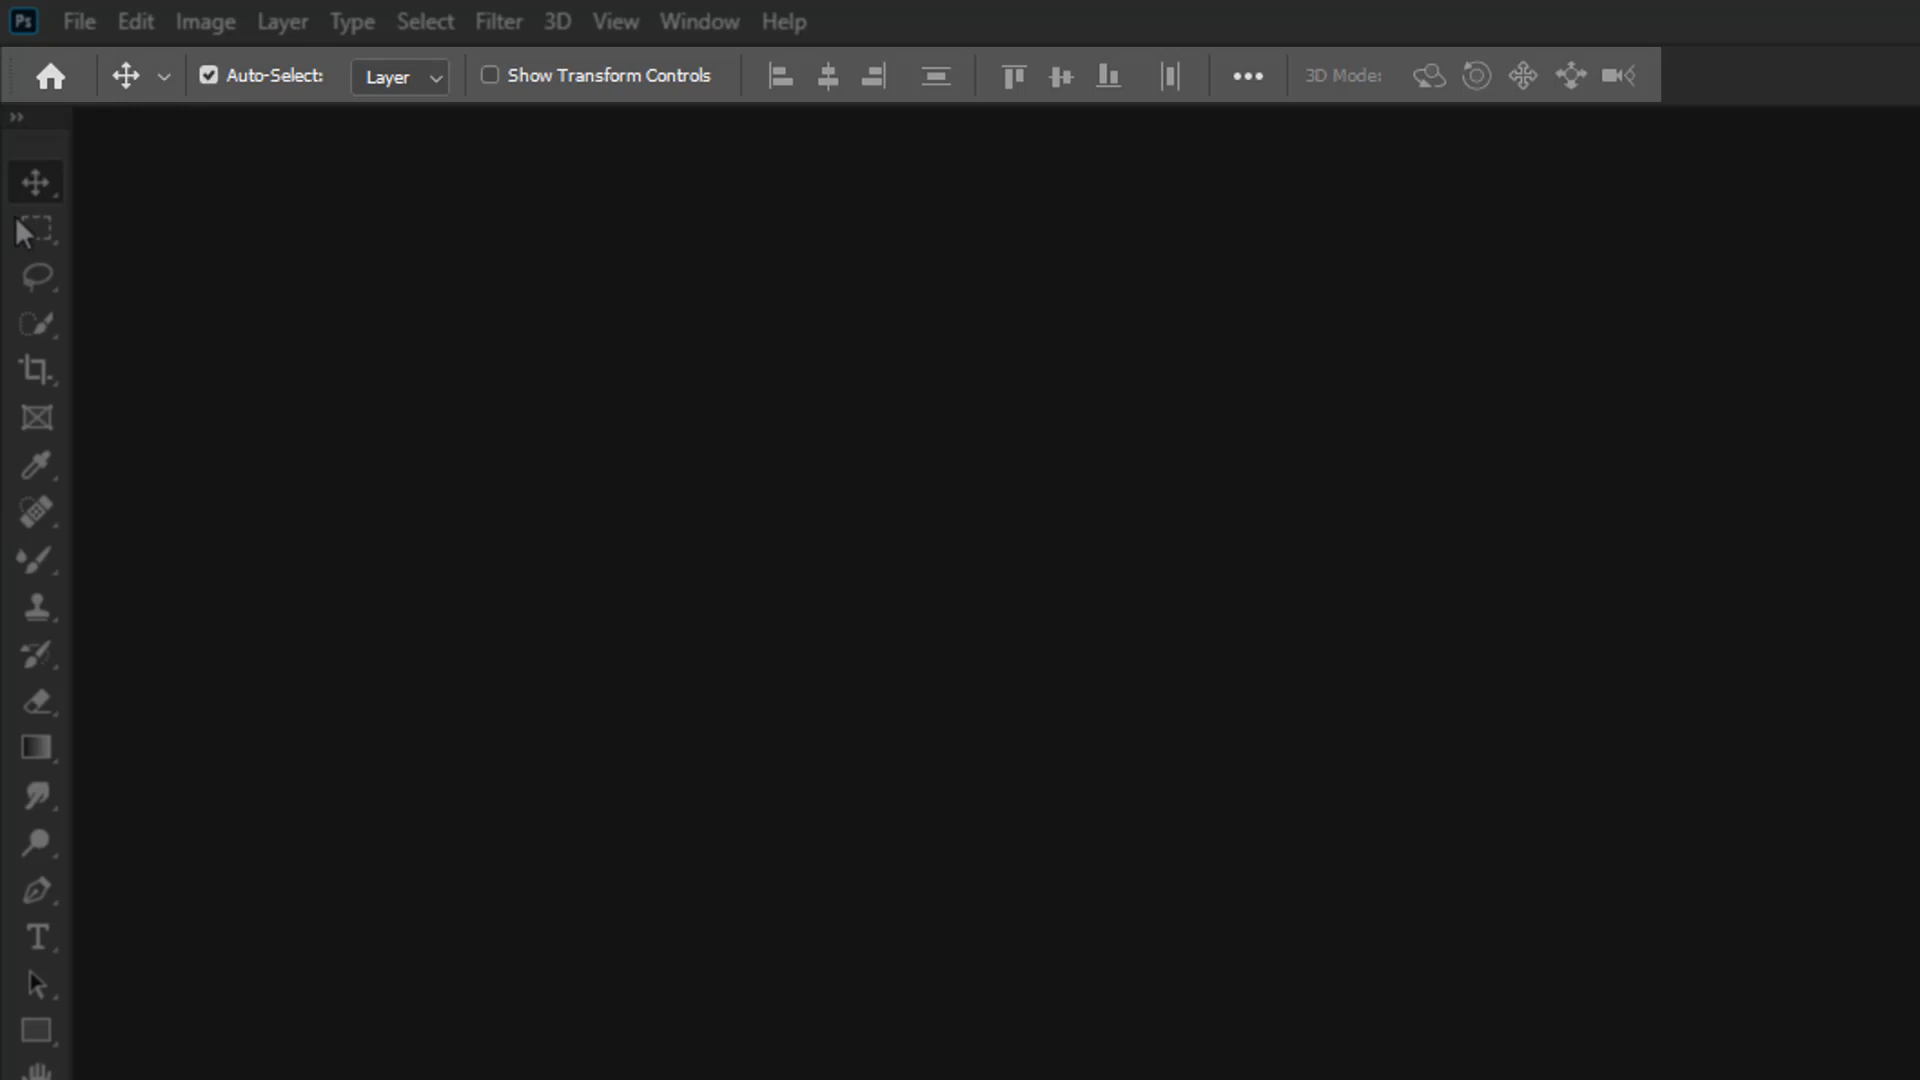 Ps File Edit Image Layer Type Select Filter 3D View Window Help
Auto-Select: Layer Show Transform Controls 3D Mode:
T